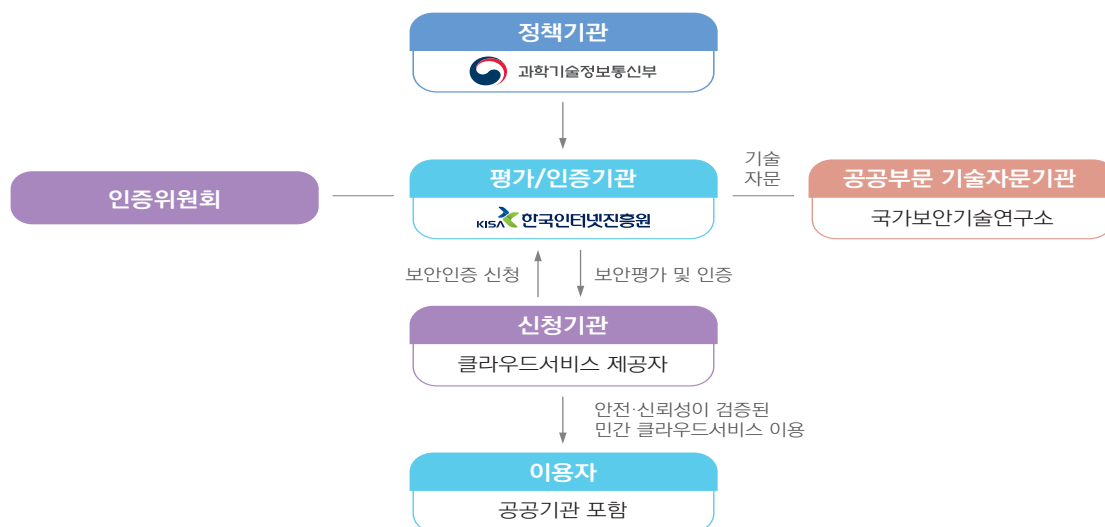 정책기관
과학기술정보통신부
인증위원회
평가/인증기관
KISA 한국인터넷진흥원
기술
자문
공공부문 기술자문기관
국가보안기술연구소
보안인증 신청
보안평가 및 인증
신청기관
클라우드서비스 제공자
안전·신뢰성이 검증된
민간 클라우드서비스 이용
이용자
공공기관 포함